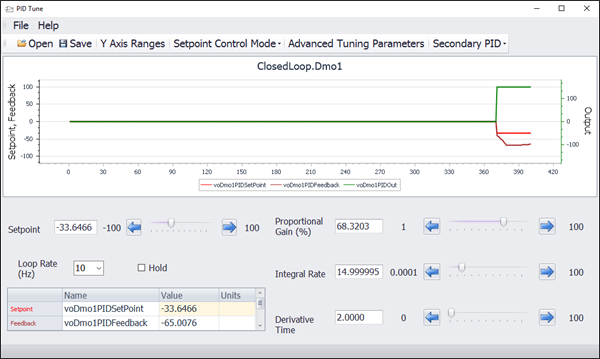 PID Tune
File Help
Open Save Y Axis Ranges Setpoint Control Mode Advanced Tuning Parameters Secondary PID
ClosedLoop.Dmo1
Setpoint, Feedback
100
50
0
-50
-100
100
0
-100
Output
0 30 60 90 120 150 180 210 240 270 300 330 360 390 420
voDmo1PIDSetPoint voDmo1PIDFeedback voDmo1PIDOut
Setpoint -33.6466 -100 100
Proportional Gain (%) 68.3203 1 100
Loop Rate (Hz) 10 Hold
Integral Rate 14.999995 0.0001 100
Name Value Units
Setpoint voDmo1PIDSetPoint -33.6466
Feedback voDmo1PIDFeedback -65.0076
Derivative Time 2.0000 0 100